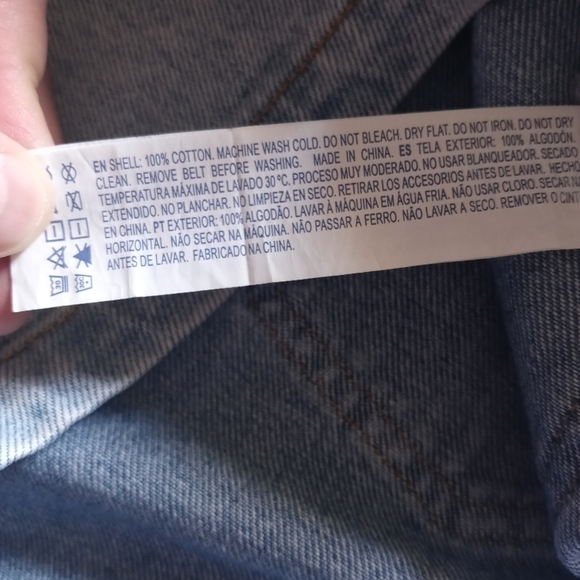 EN SHELL: 100% COTTON. MACHINE WASH COLD. DO NOT BLEACH. DRY FLAT. DO NOT IRON. DO NOT DRY
CLEAN. REMOVE BELT BEFORE WASHING. MADE IN CHINA. ES TELA EXTERIOR: 100% ALGODÓN.
TEMPERATURA MÁXIMA DE LAVADO 30 ºC. PROCESO MUY MODERADO. NO USAR BLANQUEADOR. SECADO
EXTENDIDO. NO PLANCHAR. NO LIMPIEZA EN SECO. RETIRAR LOS ACCESORIOS ANTES DE LAVAR. HECHO
EN CHINA. PT EXTERIOR: 100% ALGODÃO. LAVAR À MÁQUINA EM ÁGUA FRIA. NÃO USAR CLORO. SECAR NA
HORIZONTAL. NÃO SECAR NA MÁQUINA. NÃO PASSAR A FERRO. NÃO LAVAR A SECO. REMOVER O CINTO
ANTES DE LAVAR. FABRICADO NA CHINA.